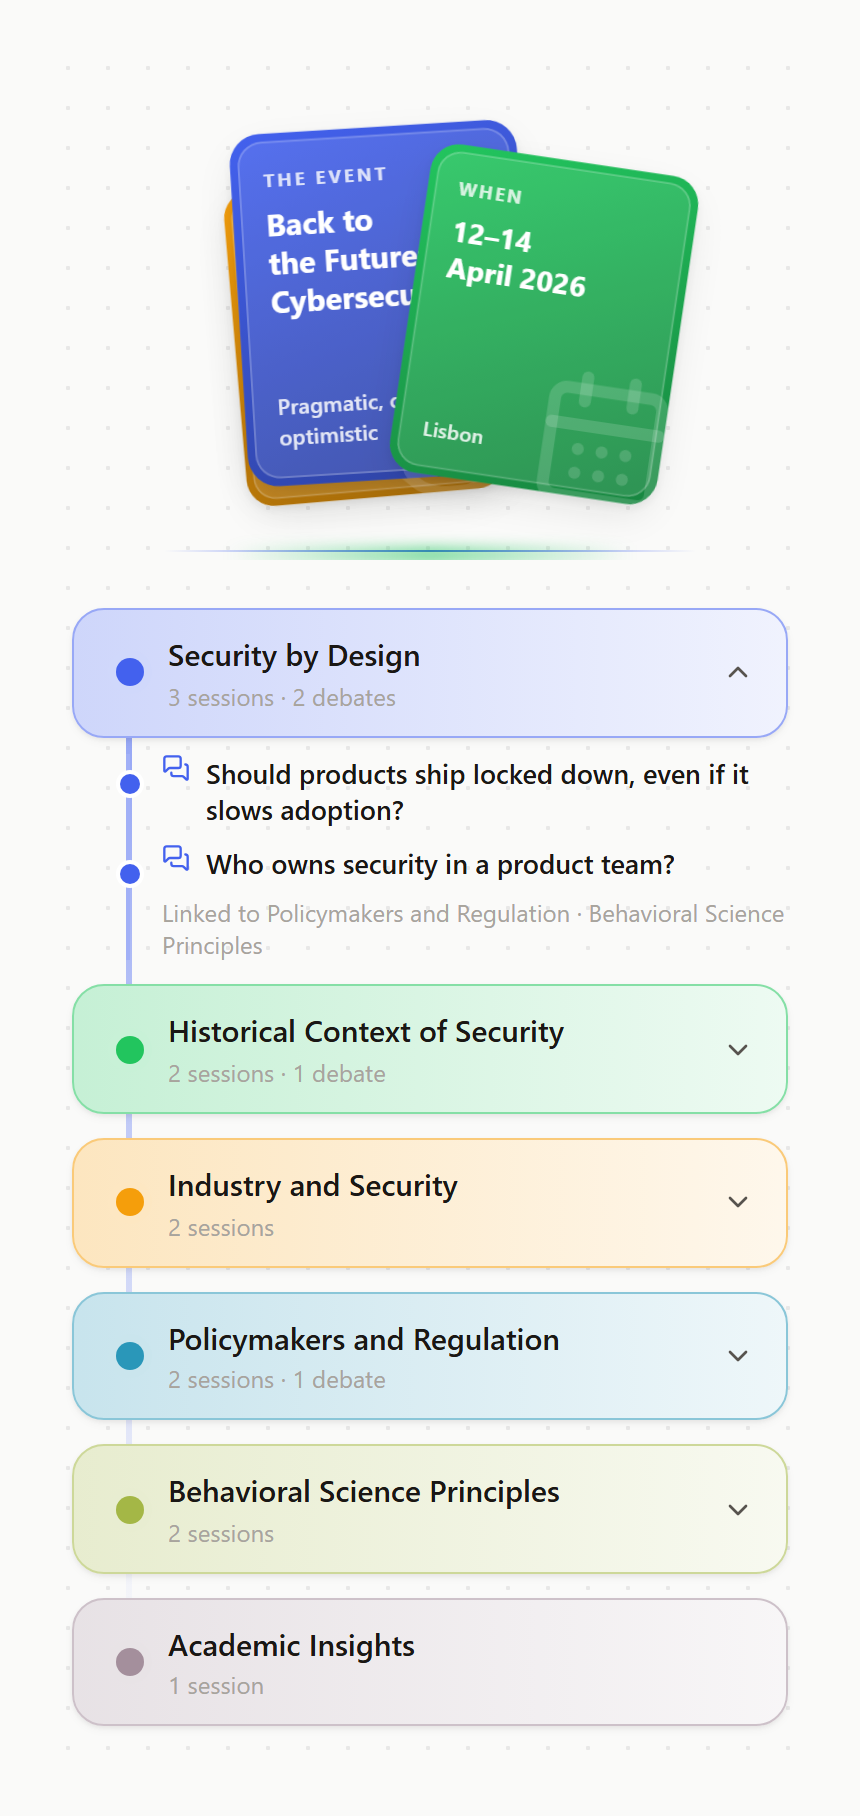 THE EVENT
Back to
the Future
Pragmatic,
optimistic
WHEN
12–14
April 2026
Lisbon
Security by Design
3 sessions · 2 debates
Should products ship locked down, even if it
slows adoption?
Who owns security in a product team?
Linked to Policymakers and Regulation · Behavioral Science
Principles
Historical Context of Security
2 sessions · 1 debate
Industry and Security
2 sessions
Policymakers and Regulation
2 sessions · 1 debate
Behavioral Science Principles
2 sessions
Academic Insights
1 session